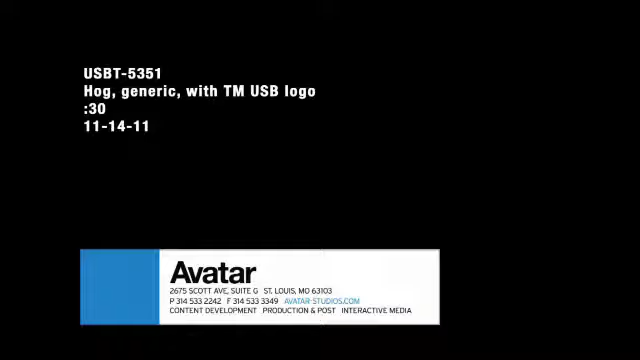 USBT-5351
Hog, generic, with TM USB logo
:30
11-14-11
Avatar
2675 SCOTT AVE, SUITE G ST. LOUIS, MO 63103
P 314 533 2242 F 314 533 3349 AVATAR-STUDIOS.COM
CONTENT DEVELOPMENT PRODUCTION & POST INTERACTIVE MEDIA